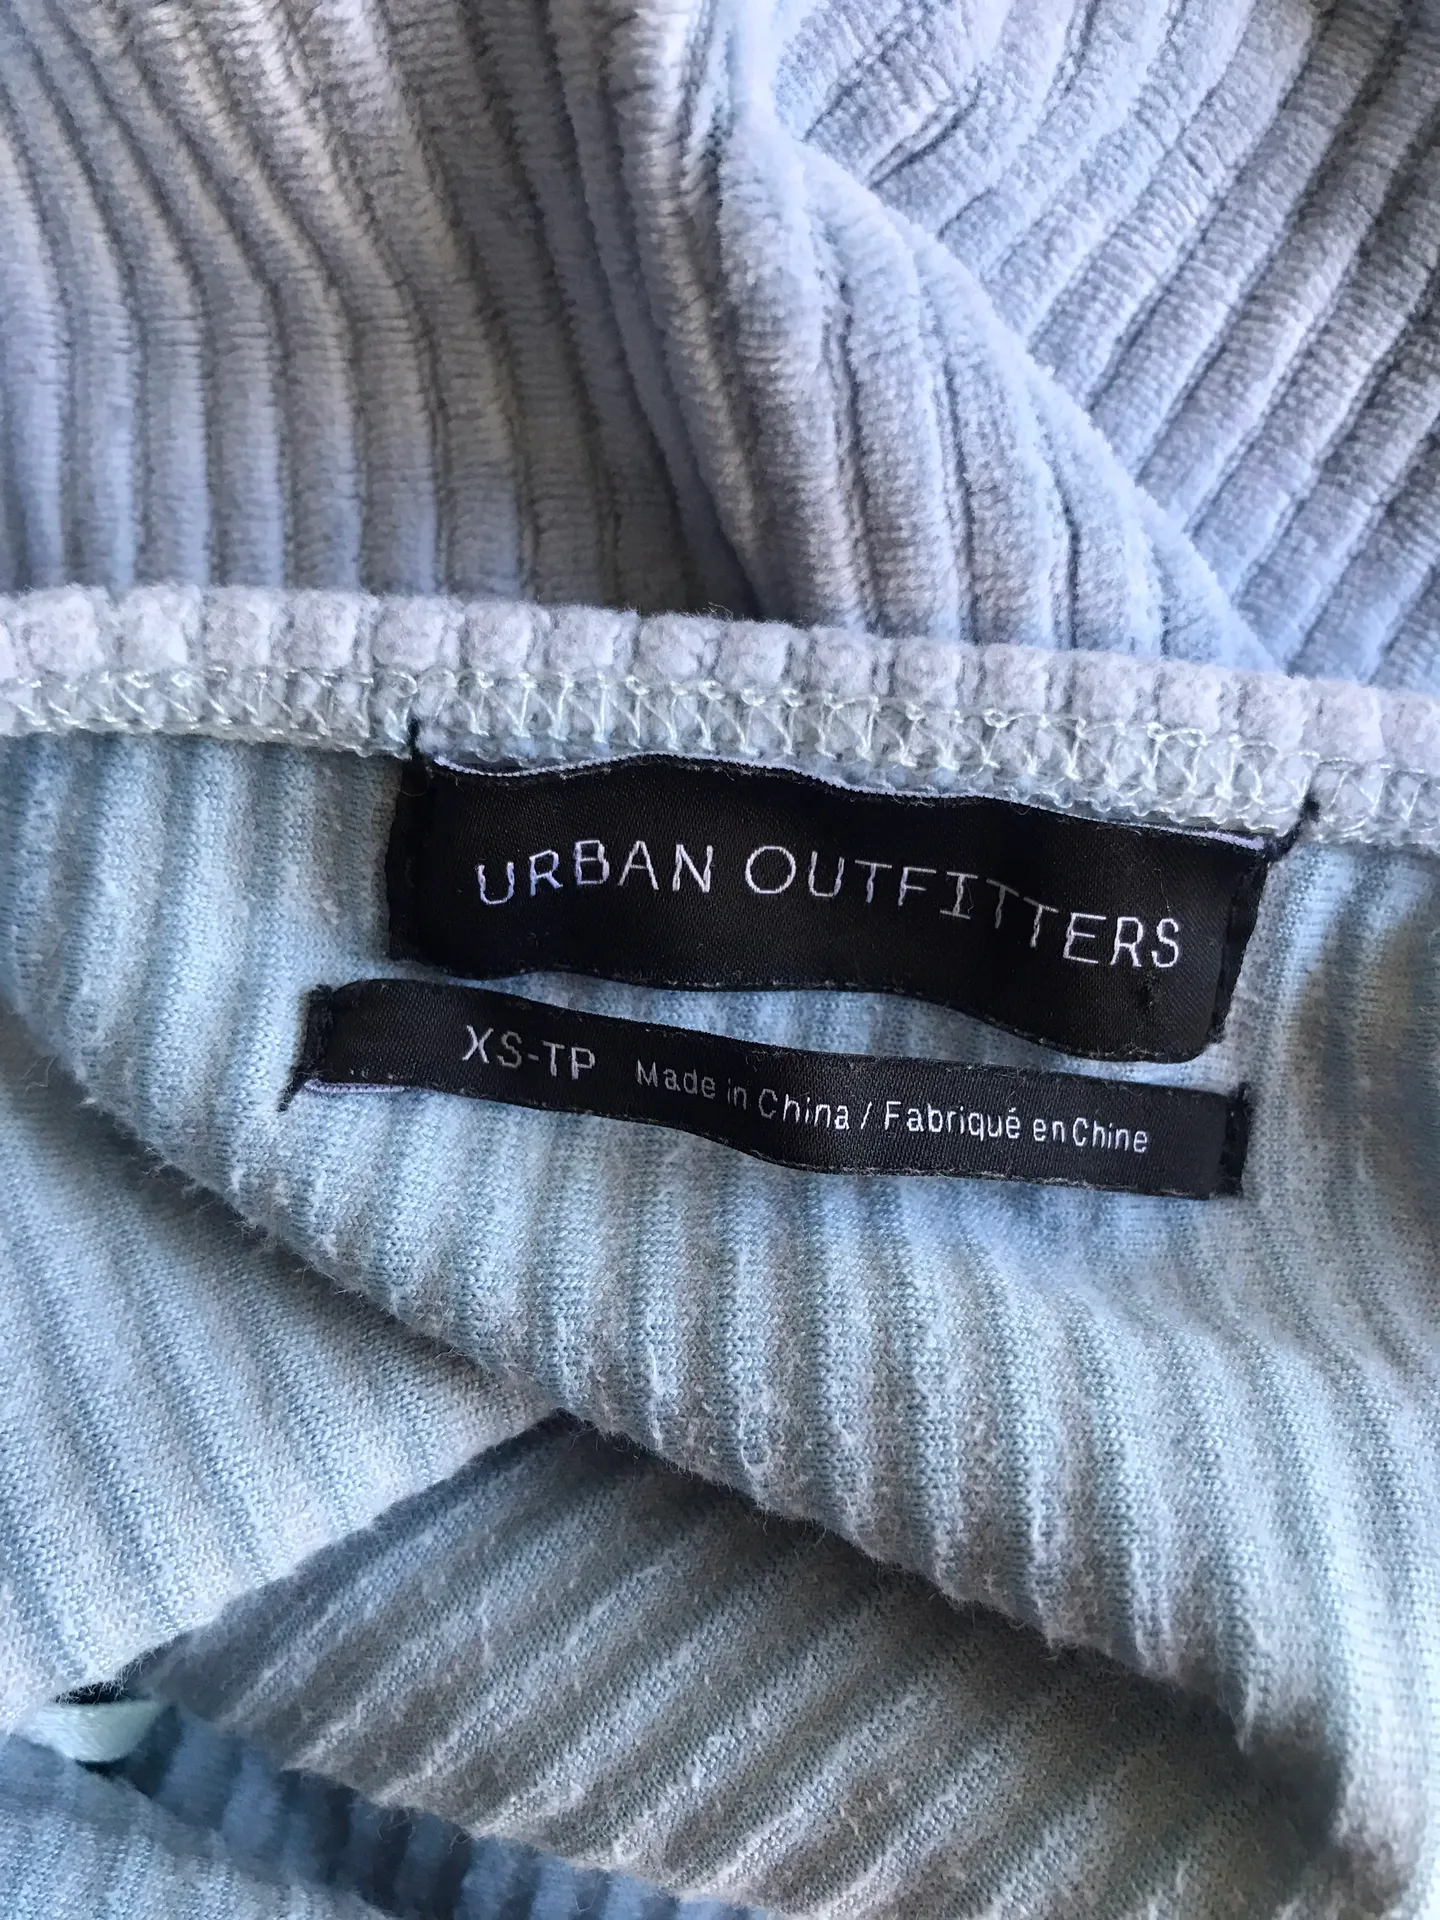 URBAN OUTFITTERS
XS-TP Made in China / Fabriqué en Chine